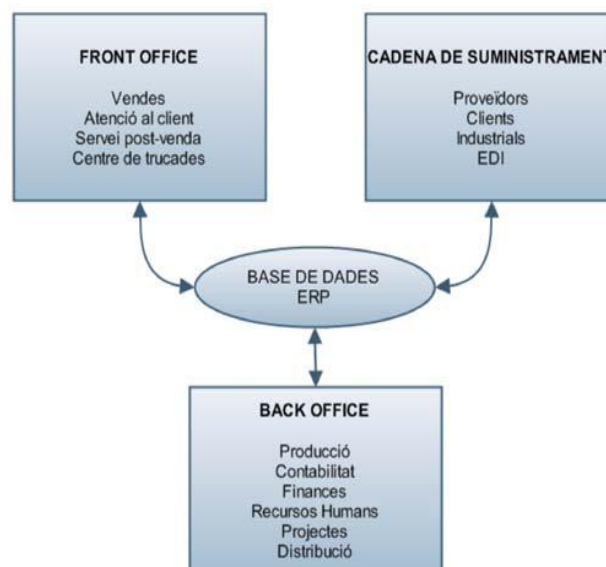 FRONT OFFICE
Vendes
Atenció al client
Servei post-venda
Centre de trucades
CADENA DE SUMINISTRAMENT
Proveïdors
Clients
Industrials
EDI
BASE DE DADES
ERP
BACK OFFICE
Producció
Contabilitat
Finances
Recursos Humans
Projectes
Distribució